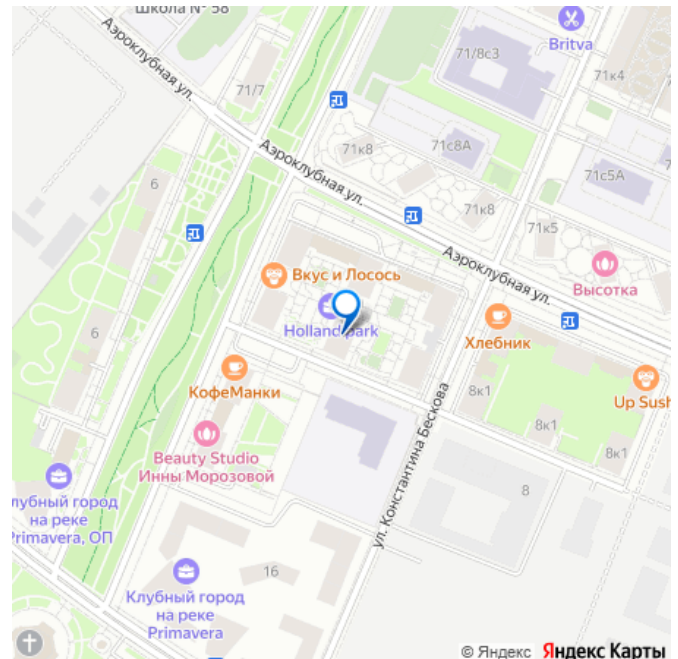 Школа № 58
Britva
71/8с3
71к4
71/7
Аэроклубная ул.
71к8
71с8А
71с5А
6
Аэроклубная ул.
71к8
71к5
Аэроклубная ул.
Высотка
Вкус и Лосось
Holland park
Хлебник
6
КофеМанки
8к1
Up Sush
8к1
8к1
Beauty Studio
Инны Морозовой
ул. Константина Бескова
8
лубный город
на реке
Primavera, ОП
16
Клубный город
на реке
Primavera
© Яндекс Яндекс Карты